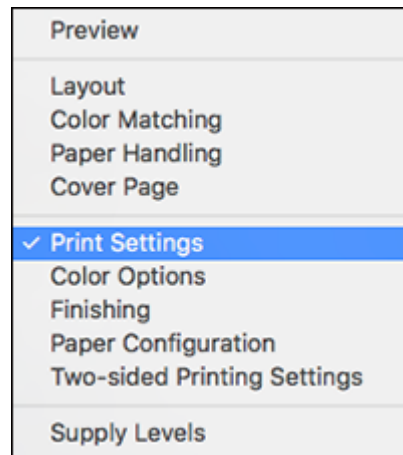 Preview
Layout
Color Matching
Paper Handling
Cover Page
✓ Print Settings
Color Options
Finishing
Paper Configuration
Two-sided Printing Settings
Supply Levels